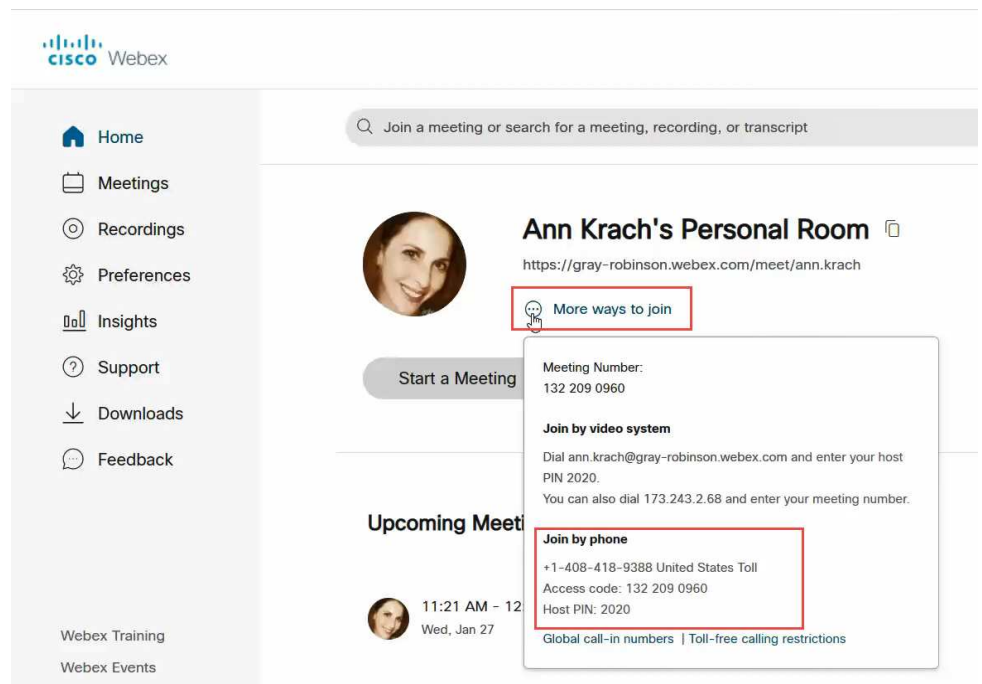 CISCO Webex
Home
Meetings
Recordings
Preferences
Insights
Support
Downloads
Feedback
Webex Training
Webex Events
Join a meeting or search for a meeting, recording, or transcript
Ann Krach's Personal Room
https://gray-robinson.webex.com/meet/ann.krach
More ways to join
Start a Meeting
Meeting Number:
132 209 0960
Join by video system
Dial ann.krach@gray-robinson.webex.com and enter your host
PIN 2020.
You can also dial 173.243.2.68 and enter your meeting number.
Join by phone
+1-408-418-9388 United States Toll
Access code: 132 209 0960
Host PIN: 2020
Global call-in numbers | Toll-free calling restrictions
Upcoming Meeti
11:21 AM - 12
Wed, Jan 27